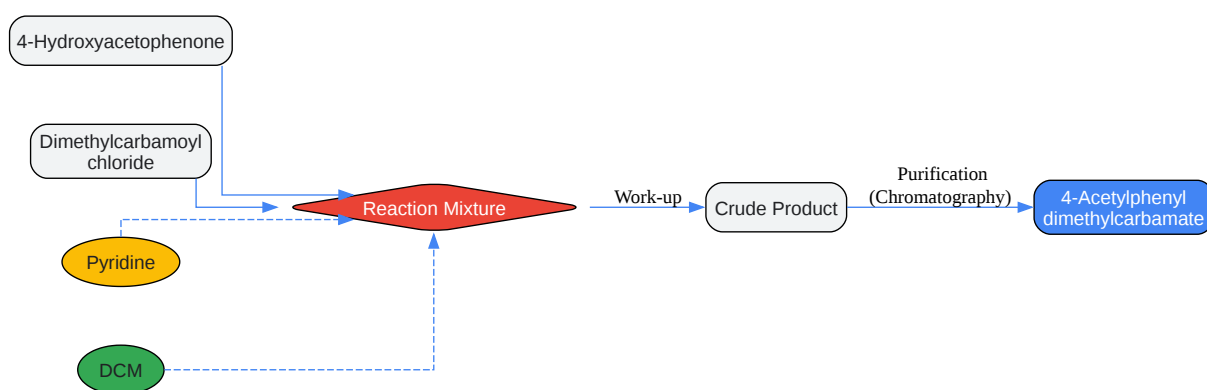 4-Hydroxyacetophenone
Dimethylcarbamoyl
chloride
Pyridine
DCM
Reaction Mixture
Work-up
Crude Product
Purification
(Chromatography)
4-Acetylphenyl
dimethylcarbamate